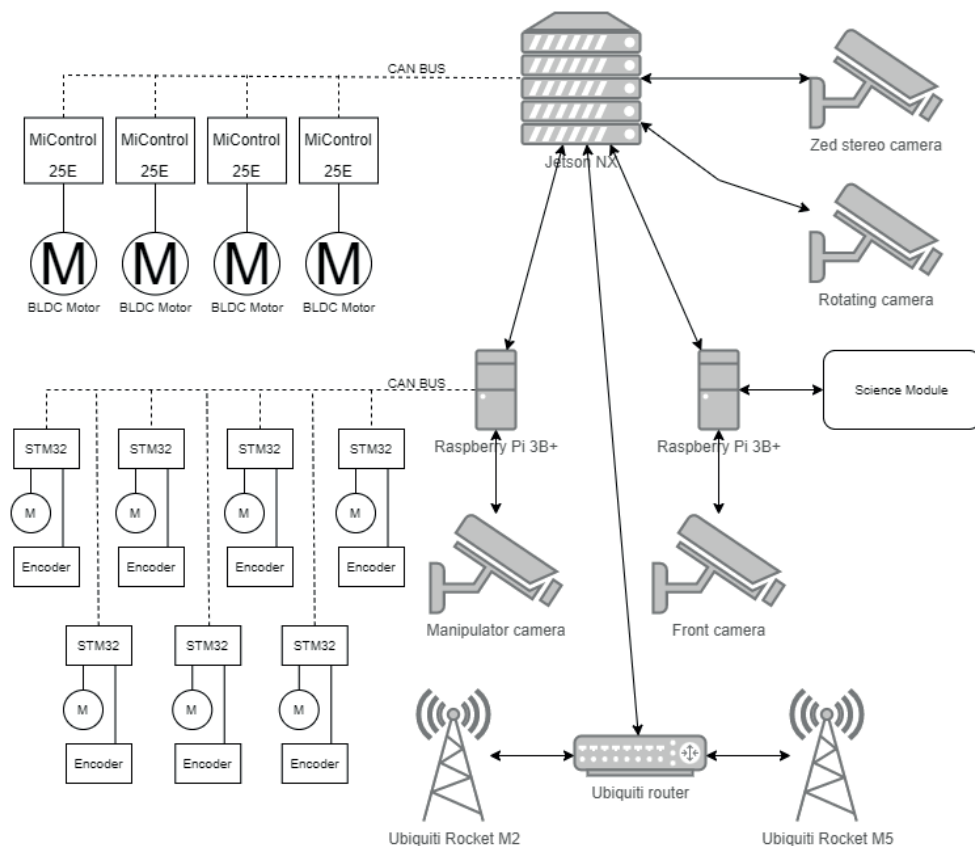 CAN BUS
Jetson NX
Zed stereo camera
MiControl
25E
MiControl
25E
MiControl
25E
MiControl
25E
Rotating camera
M
M
M
M
BLDC Motor
BLDC Motor
BLDC Motor
BLDC Motor
CAN BUS
Raspberry Pi 3B+
Raspberry Pi 3B+
Science Module
STM32
STM32
STM32
STM32
M
M
M
M
Encoder
Encoder
Encoder
Encoder
Manipulator camera
Front camera
STM32
STM32
STM32
M
M
M
Encoder
Encoder
Encoder
Ubiquiti router
Ubiquiti Rocket M2
Ubiquiti Rocket M5